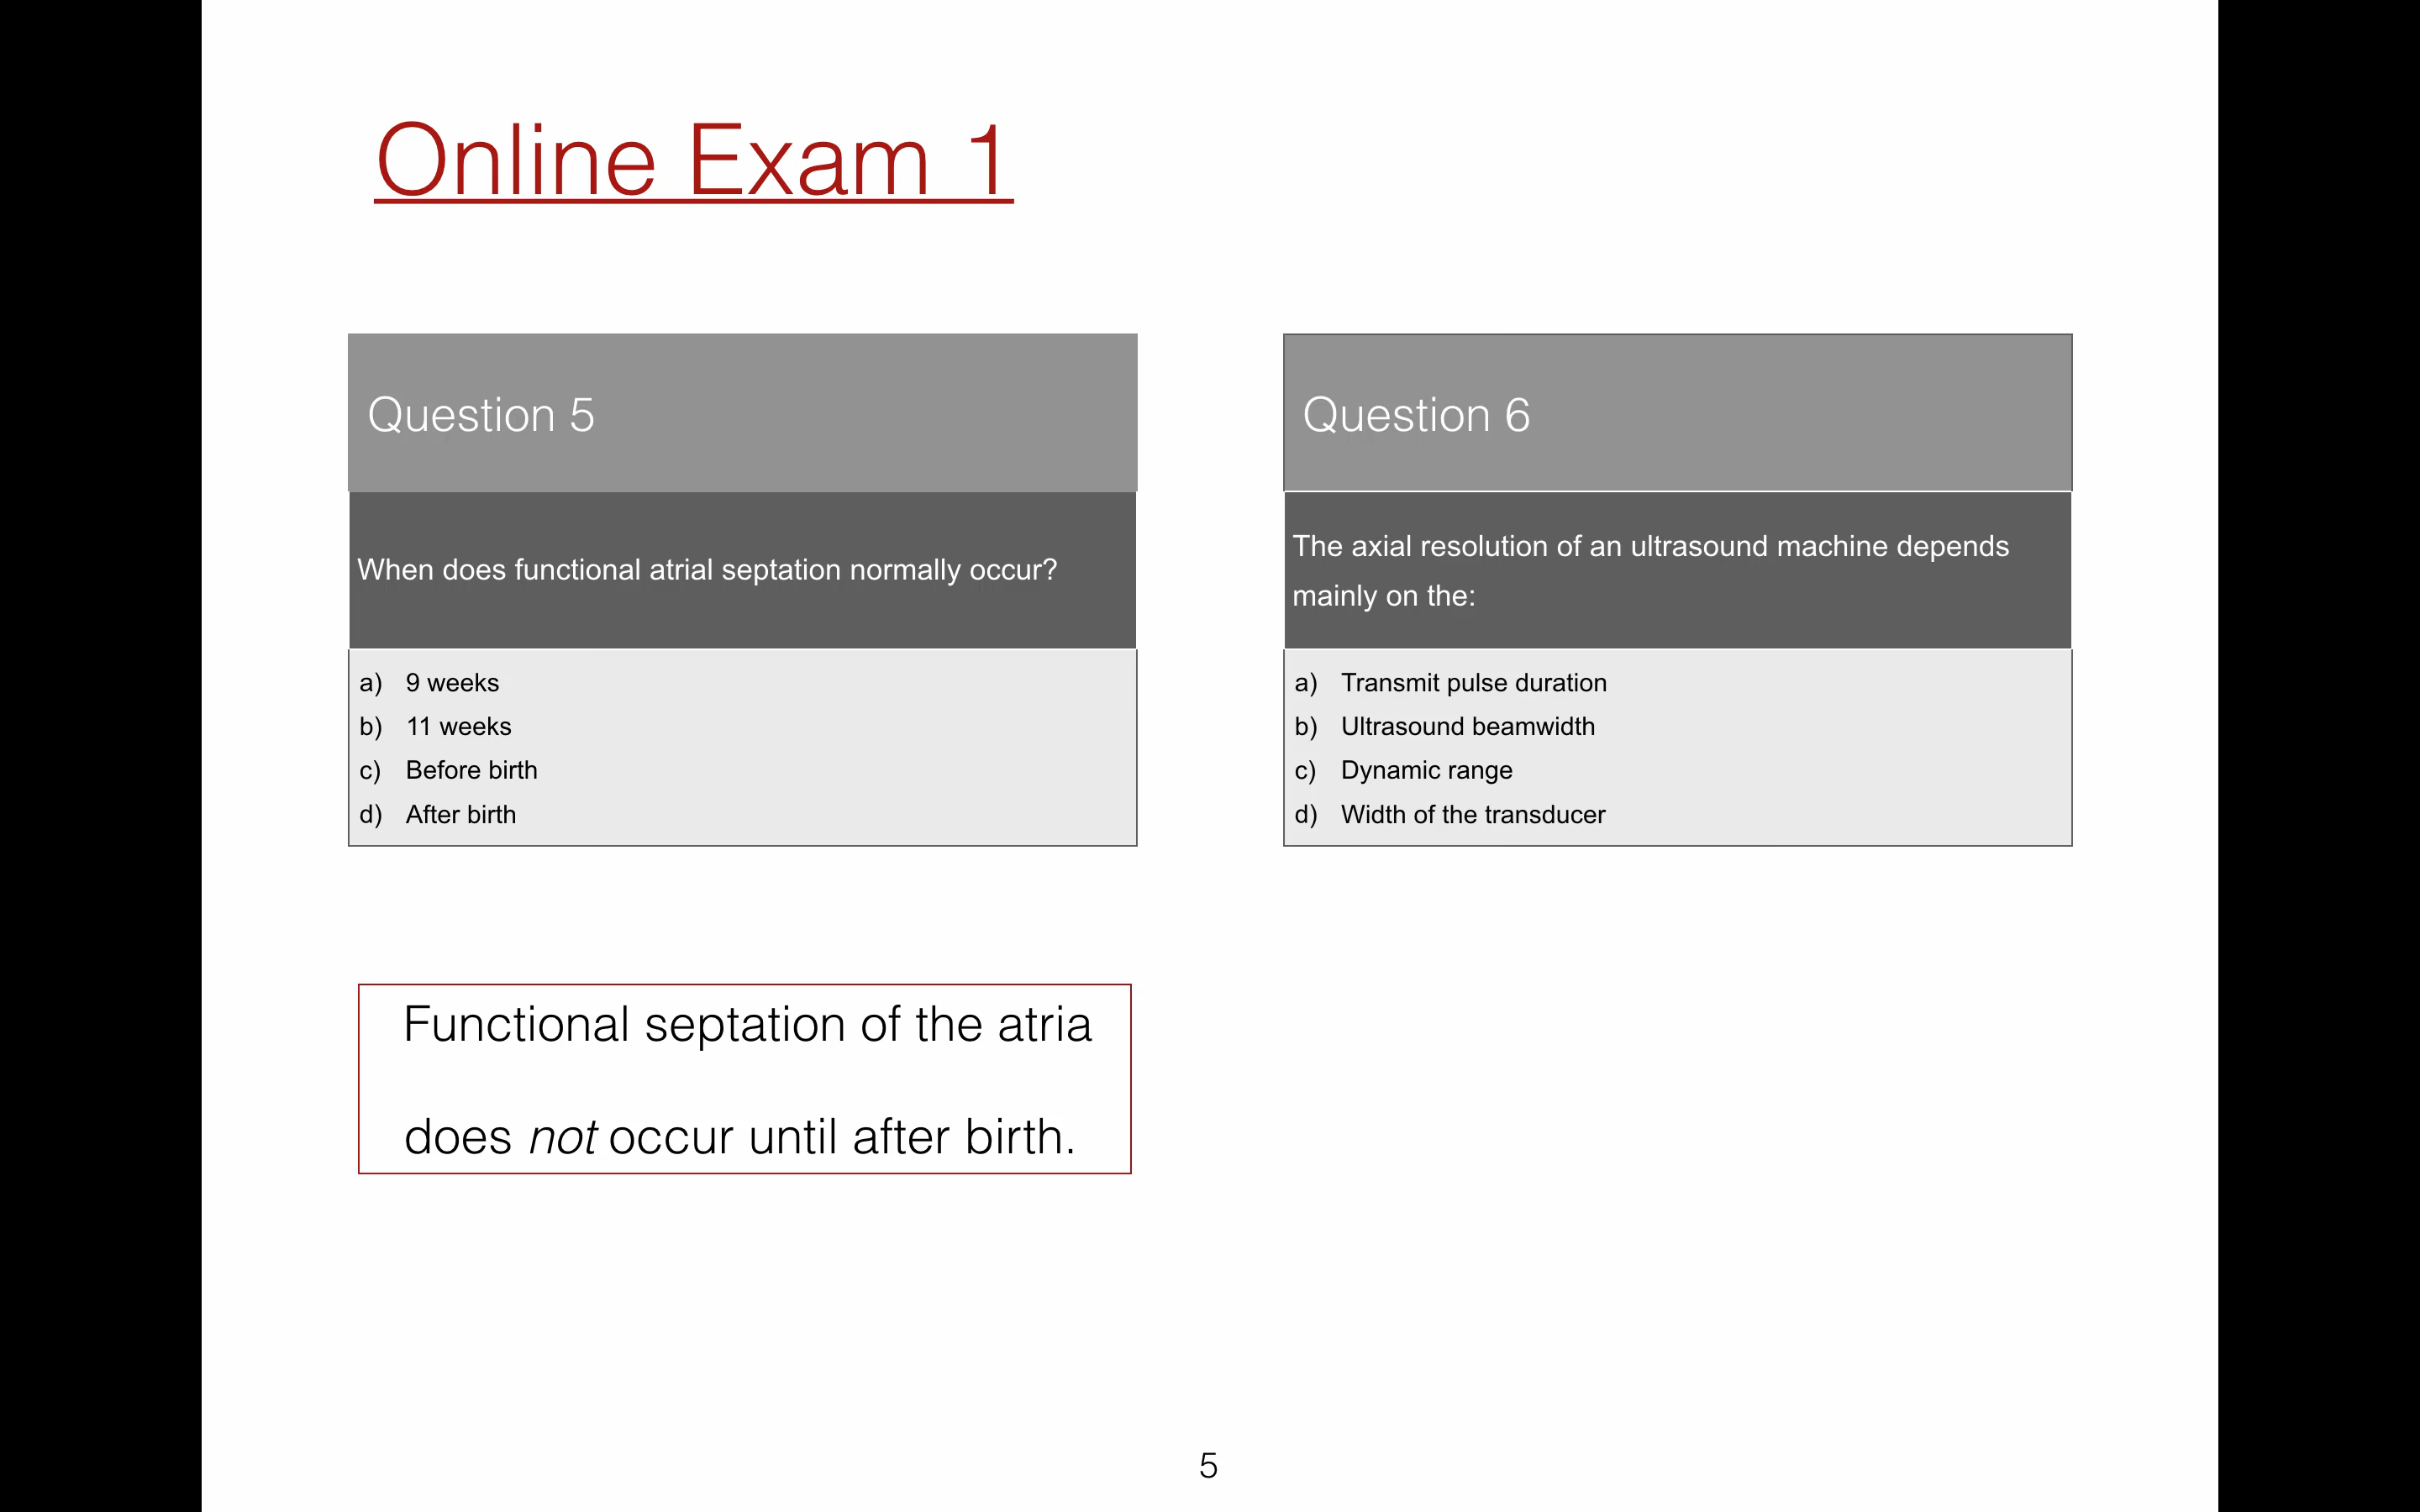 Online Exam 1
Question 5
When does functional atrial septation normally occur?
a) 9 weeks
b) 11 weeks
c) Before birth
d) After birth
Functional septation of the atria
does not occur until after birth.
Question 6
The axial resolution of an ultrasound machine depends
mainly on the:
a) Transmit pulse duration
b) Ultrasound beamwidth
c) Dynamic range
d) Width of the transducer
5